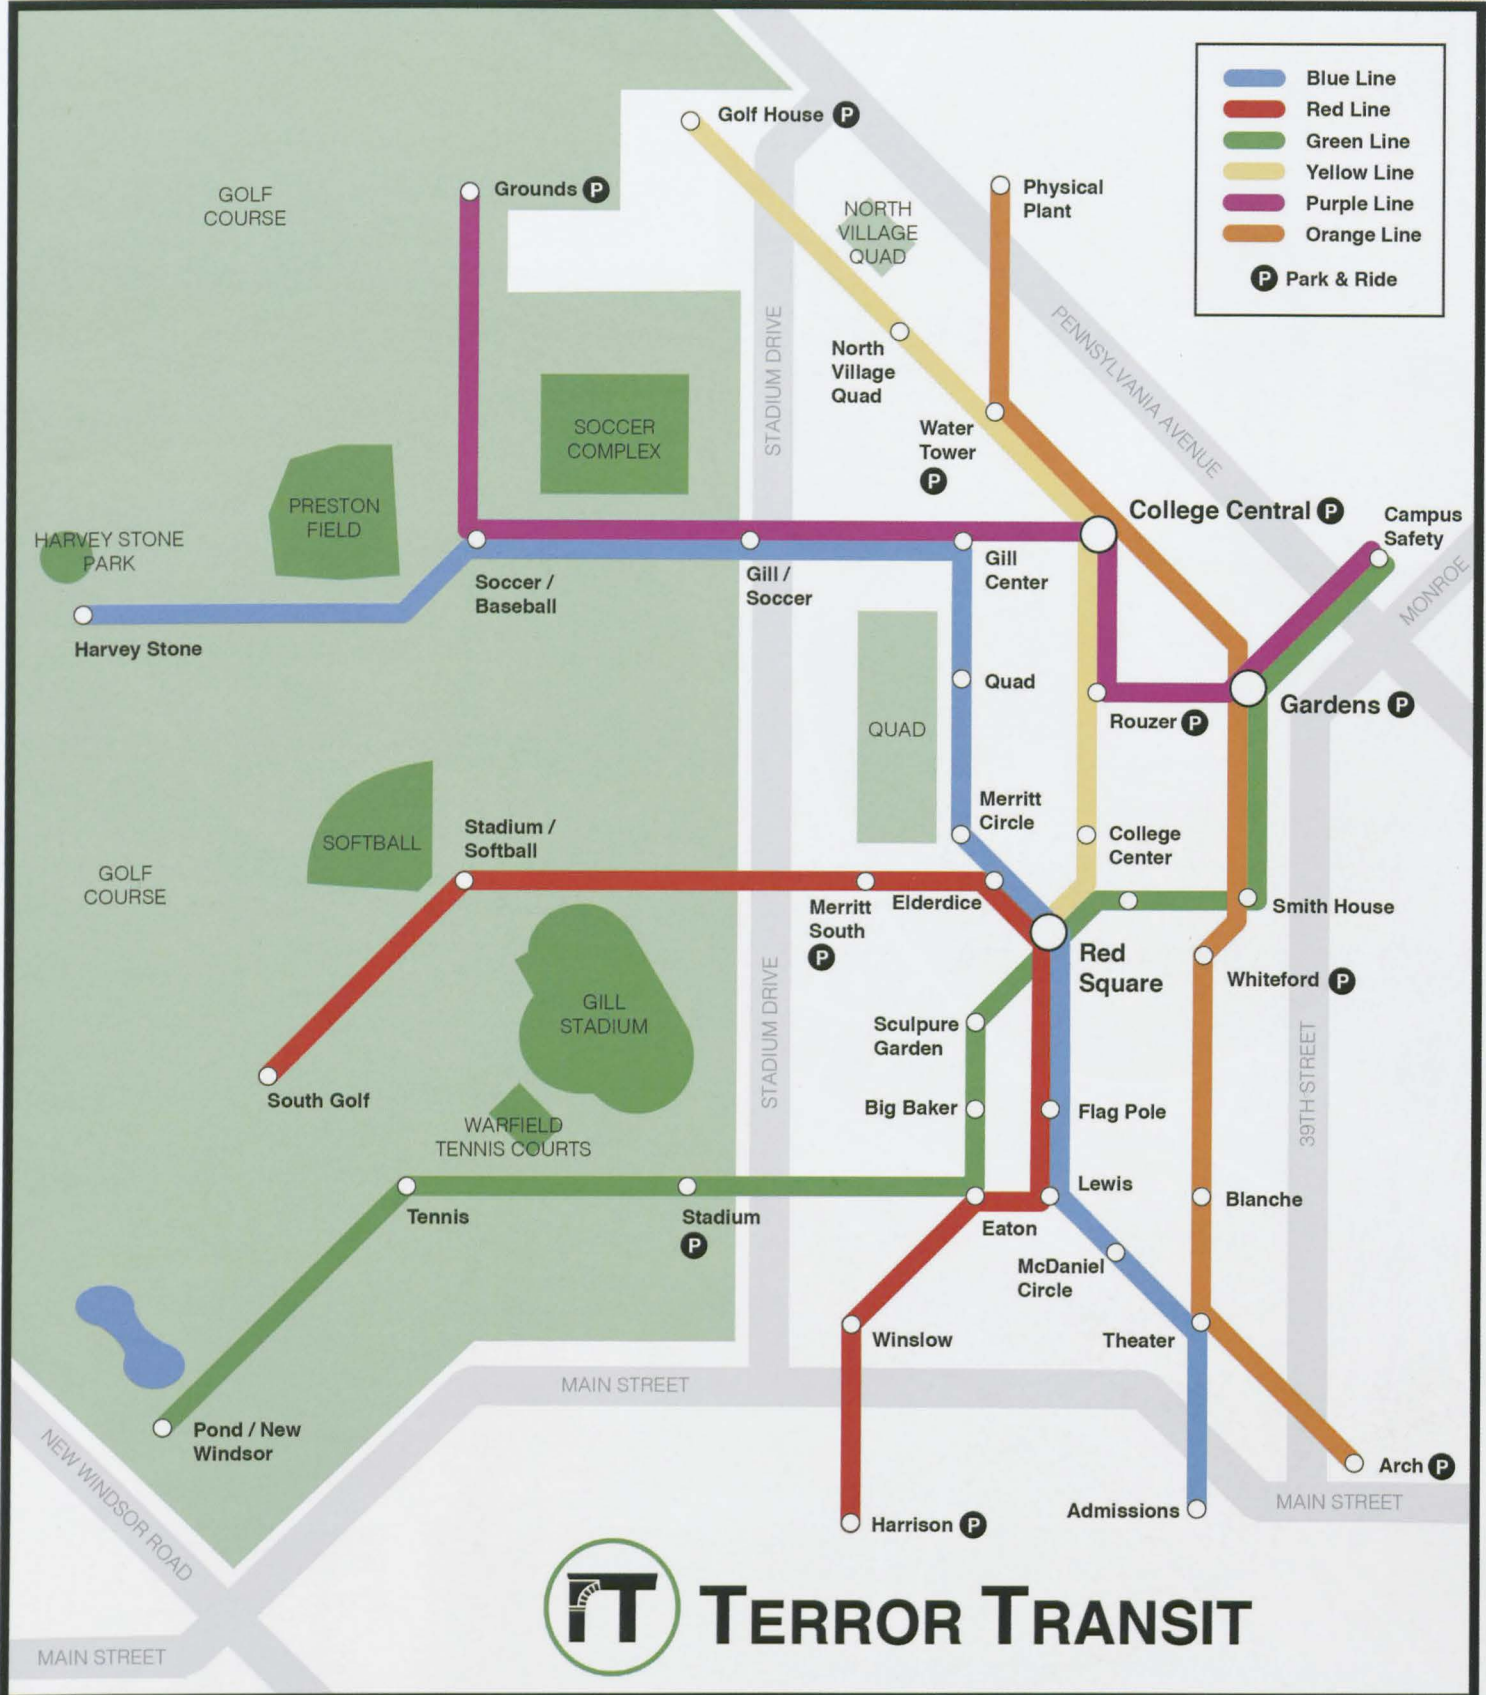 Blue Line
Red Line
Green Line
Yellow Line
Purple Line
Orange Line
P Park & Ride
Golf House P
Grounds P
GOLF
COURSE
Physical
Plant
NORTH
VILLAGE
QUAD
STADIUM DRIVE
PENNSYLVANIA AVENUE
North
Village
Quad
Water
Tower
P
SOCCER
COMPLEX
PRESTON
FIELD
HARVEY STONE
PARK
College Central P
Campus
Safety
MONROE
Soccer /
Baseball
Gill /
Soccer
Gill
Center
Harvey Stone
Quad
QUAD
Rouzer P
Gardens P
Merritt
Circle
College
Center
Stadium /
Softball
SOFTBALL
GOLF
COURSE
Merritt
South
P
Elderdice
Smith House
Red
Square
Whiteford P
STADIUM DRIVE
GILL
STADIUM
Sculpure
Garden
39TH STREET
South Golf
WARFIELD
TENNIS COURTS
Big Baker
Flag Pole
Lewis
Blanche
Tennis
Stadium
P
Eaton
McDaniel
Circle
Winslow
Theater
MAIN STREET
Pond / New
Windsor
NEW WINDSOR ROAD
Arch P
MAIN STREET
Harrison P
Admissions
T TERROR TRANSIT
MAIN STREET